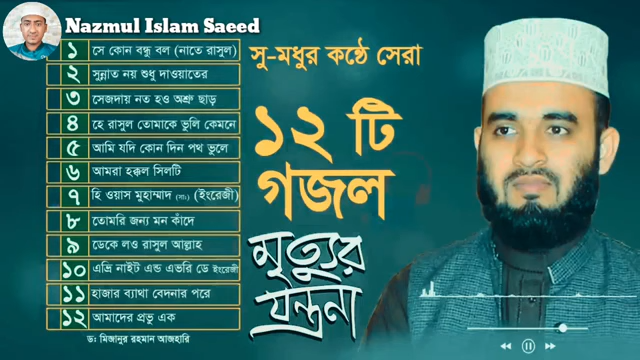 Nazmul Islam Saeed
১ সে কোন বন্ধু বল (নাতে রাসুল)
২ সুন্নাত নয় শুধু দাওয়াতের
৩ সেজদায় নত হও অশ্রু ছাড়
৪ হে রাসুল তোমাকে ভুলি কেমনে
৫ আমি যদি কোন দিন পথ ভুলে
৬ আমরা হক্কল সিলটি
৭ হি ওয়াস মুহাম্মাদ (সাঃ) (ইংরেজী)
৮ তোমরি জন্য মন কাঁদে
৯ ডেকে লও রাসুল আল্লাহ
১০ এভ্রি নাইট এন্ড এভরি ডে ইংরেজী
১১ হাজার ব্যাথা বেদনার পরে
১২ আমাদের প্রভু এক
ডঃ মিজানুর রহমান আজহারি
সু-মধুর কন্ঠে সেরা
১২ টি
গজল
মৃত্যুর
যন্তনা